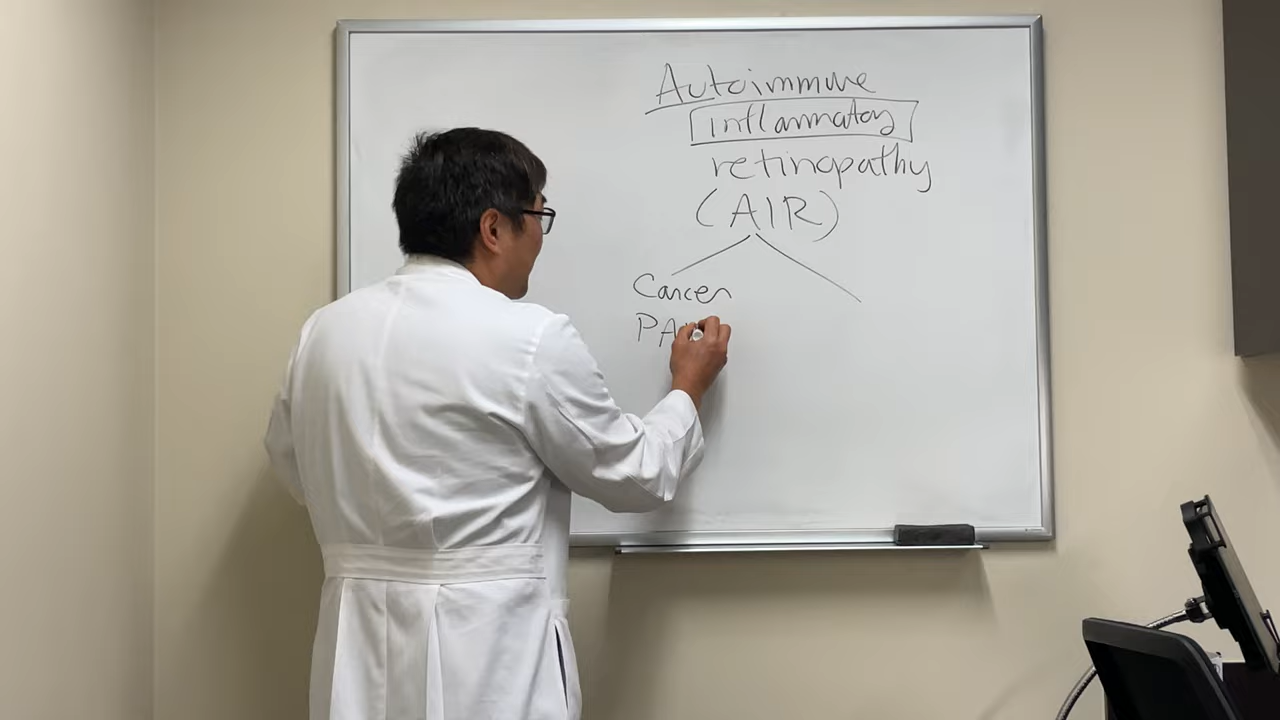 Autoimmune
inflammatory
retinopathy
(AIR)
Cancer
PA